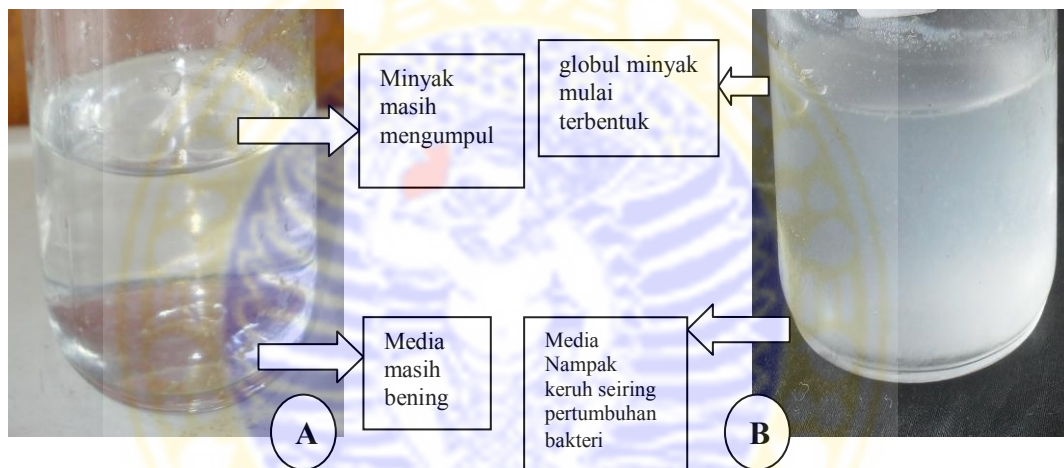 Minyak
masih
mengumpul
globul minyak
mulai
terbentuk
Media
masih
bening
Media
Nampak
keruh seiring
pertumbuhan
bakteri
A
B